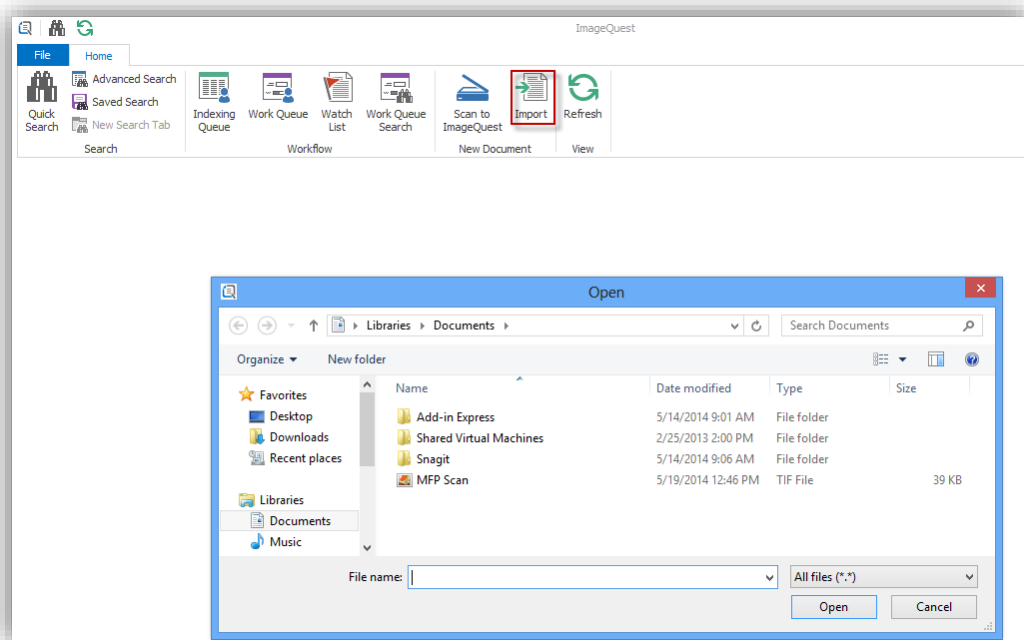 ImageQuest
File Home
Quick Search
Advanced Search
Saved Search
New Search Tab
Search
Indexing Queue
Work Queue
Watch List
Work Queue Search
Workflow
Scan to ImageQuest
Import
New Document
Refresh
View
Open
Libraries Documents
Search Documents
Organize New folder
Name Date modified Type Size
Favorites
Desktop
Downloads
Recent places
Libraries
Documents
Music
Add-in Express 5/14/2014 9:01 AM File folder
Shared Virtual Machines 2/25/2013 2:00 PM File folder
Snagit 5/14/2014 9:06 AM File folder
MFP Scan 5/19/2014 12:46 PM TIF File 39 KB
File name: All files (*.*)
Open Cancel